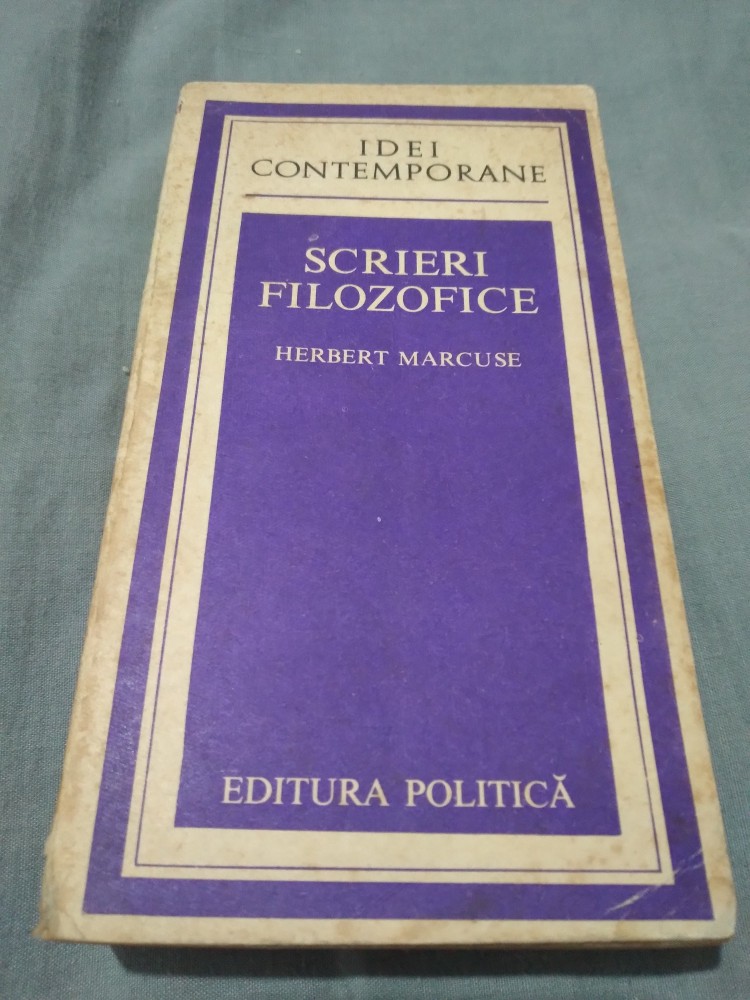 IDEI
CONTEMPORANE
SCRIERI
FILOZOFICE
HERBERT MARCUSE
EDITURA POLITICĂ